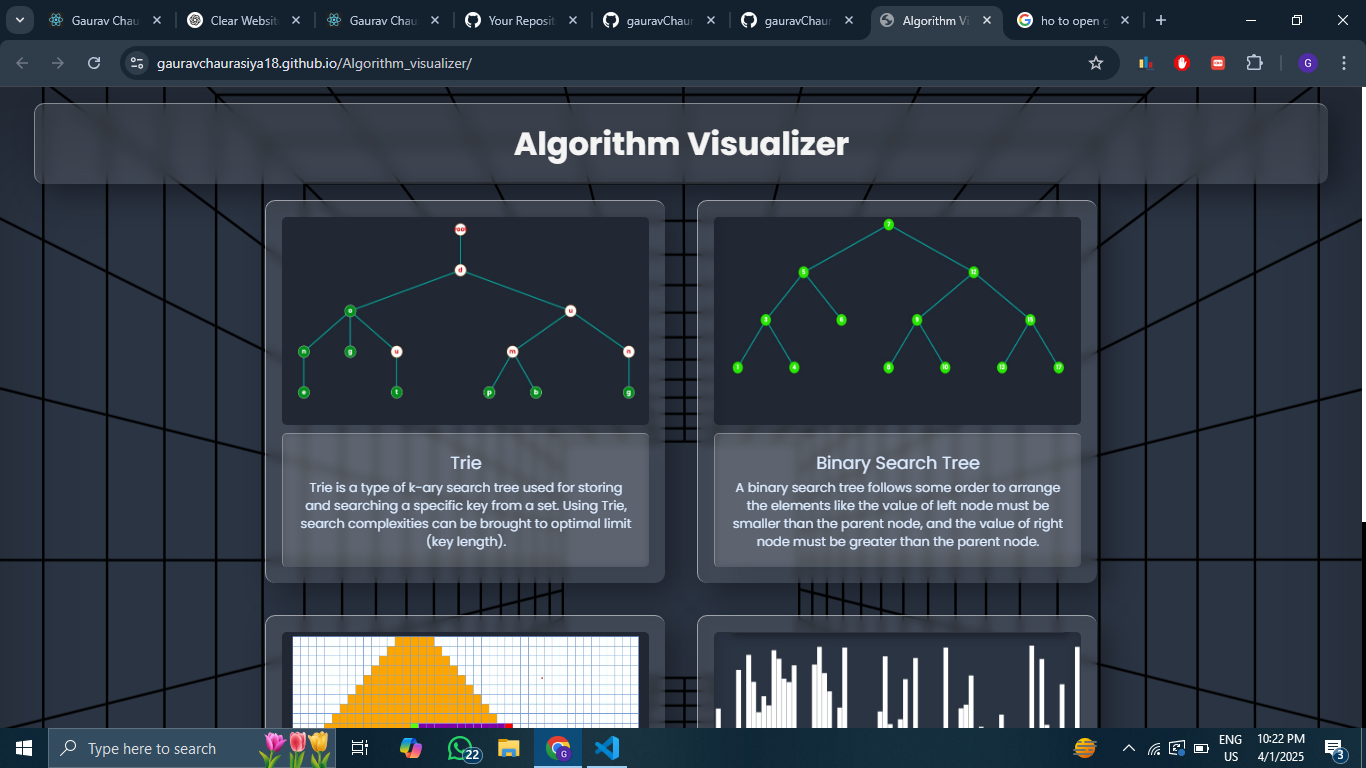 Gaurav Chau
Clear Websit
Gaurav Chau
Your Reposit
gauravChaur
gauravChaur
Algorithm Vi
ho to open g
gauravchaurasiya18.github.io/Algorithm_visualizer/
G
Algorithm Visualizer
root
d
o
u
n
g
u
m
n
e
t
p
b
g
7
5
12
3
6
9
15
1
4
8
10
13
17
Trie
Trie is a type of k-ary search tree used for storing
and searching a specific key from a set. Using Trie,
search complexities can be brought to optimal limit
(key length).
Binary Search Tree
A binary search tree follows some order to arrange
the elements like the value of left node must be
smaller than the parent node, and the value of right
node must be greater than the parent node.
Type here to search
22
G
ENG
US
10:22 PM
4/1/2025
3